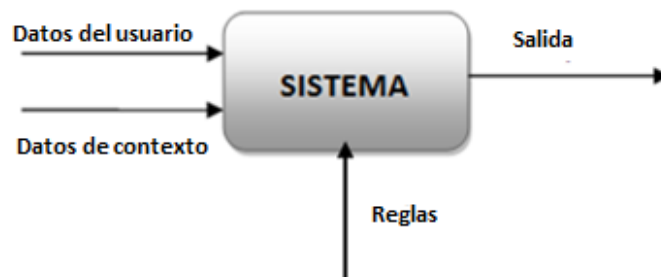 Datos del usuario
Salida
SISTEMA
Datos de contexto
Reglas